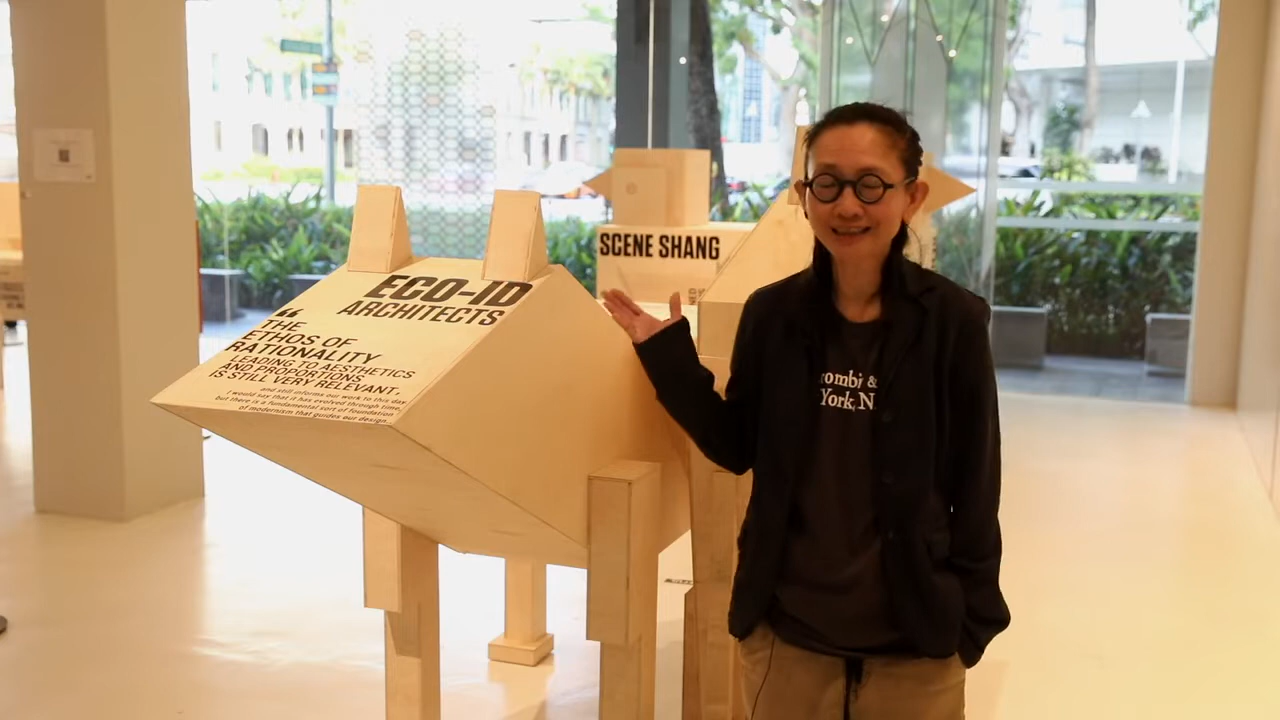 ECO-ID
ARCHITECTS
“
THE
ETHOS OF
RATIONALITY
LEADING TO AESTHETICS
AND PROPORTIONS
IS STILL VERY RELEVANT,
and still informs our work to this day.
I would say that it has evolved through time,
but there is a fundamental sort of foundation
of modernism that guides our design.
SCENE SHANG
rombi &
York, N.